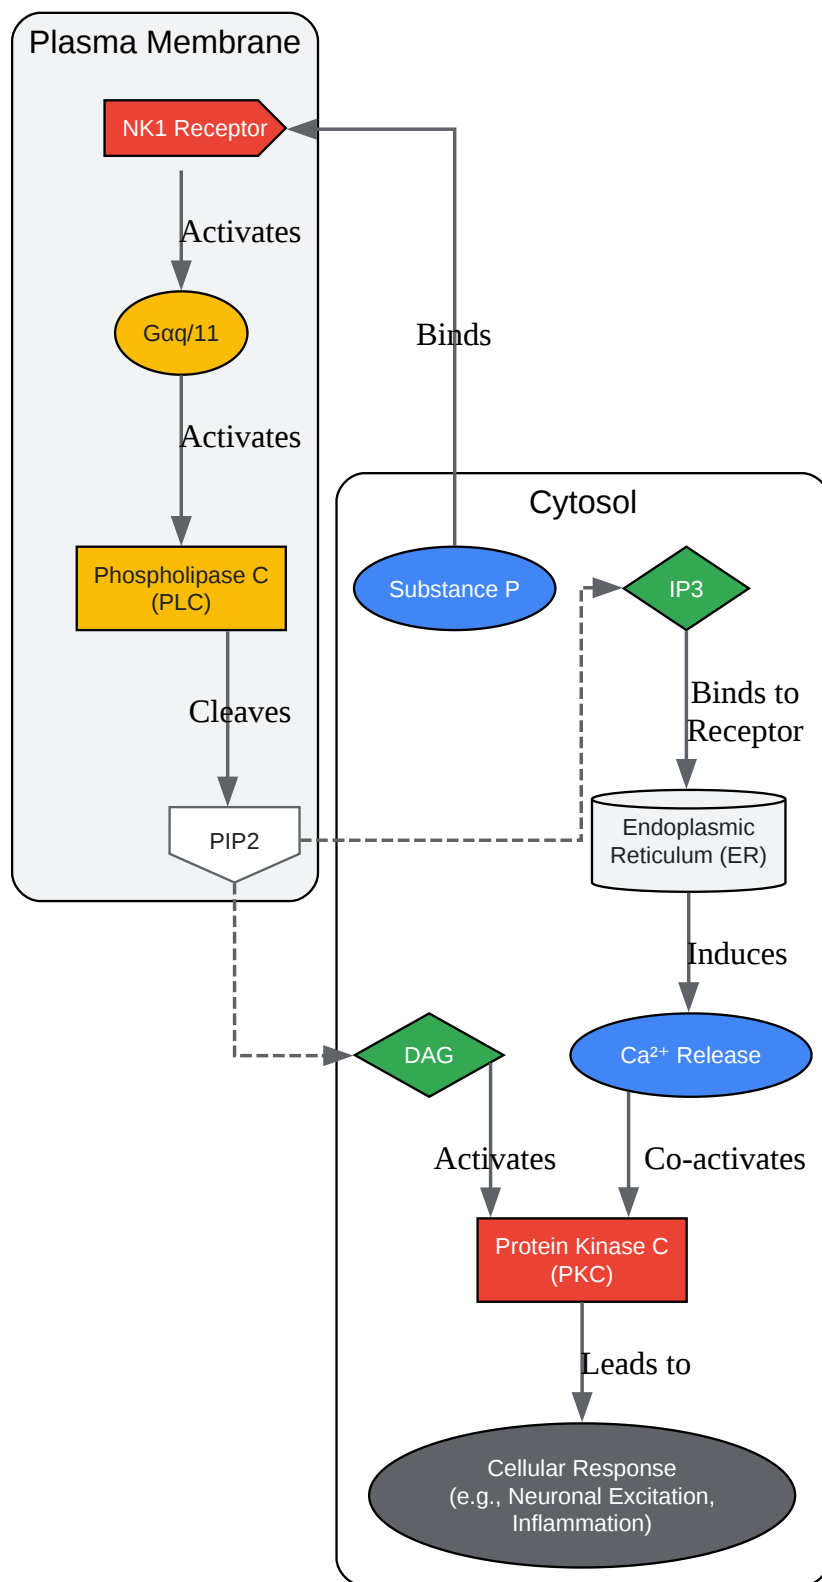 Plasma Membrane
NK1 Receptor
Activates
Gαq/11
Binds
Activates
Cytosol
Phospholipase C
(PLC)
Substance P
IP3
Cleaves
Binds to
Receptor
PIP2
Endoplasmic
Reticulum (ER)
Induces
DAG
Ca²⁺ Release
Activates
Co-activates
Protein Kinase C
(PKC)
Leads to
Cellular Response
(e.g., Neuronal Excitation,
Inflammation)